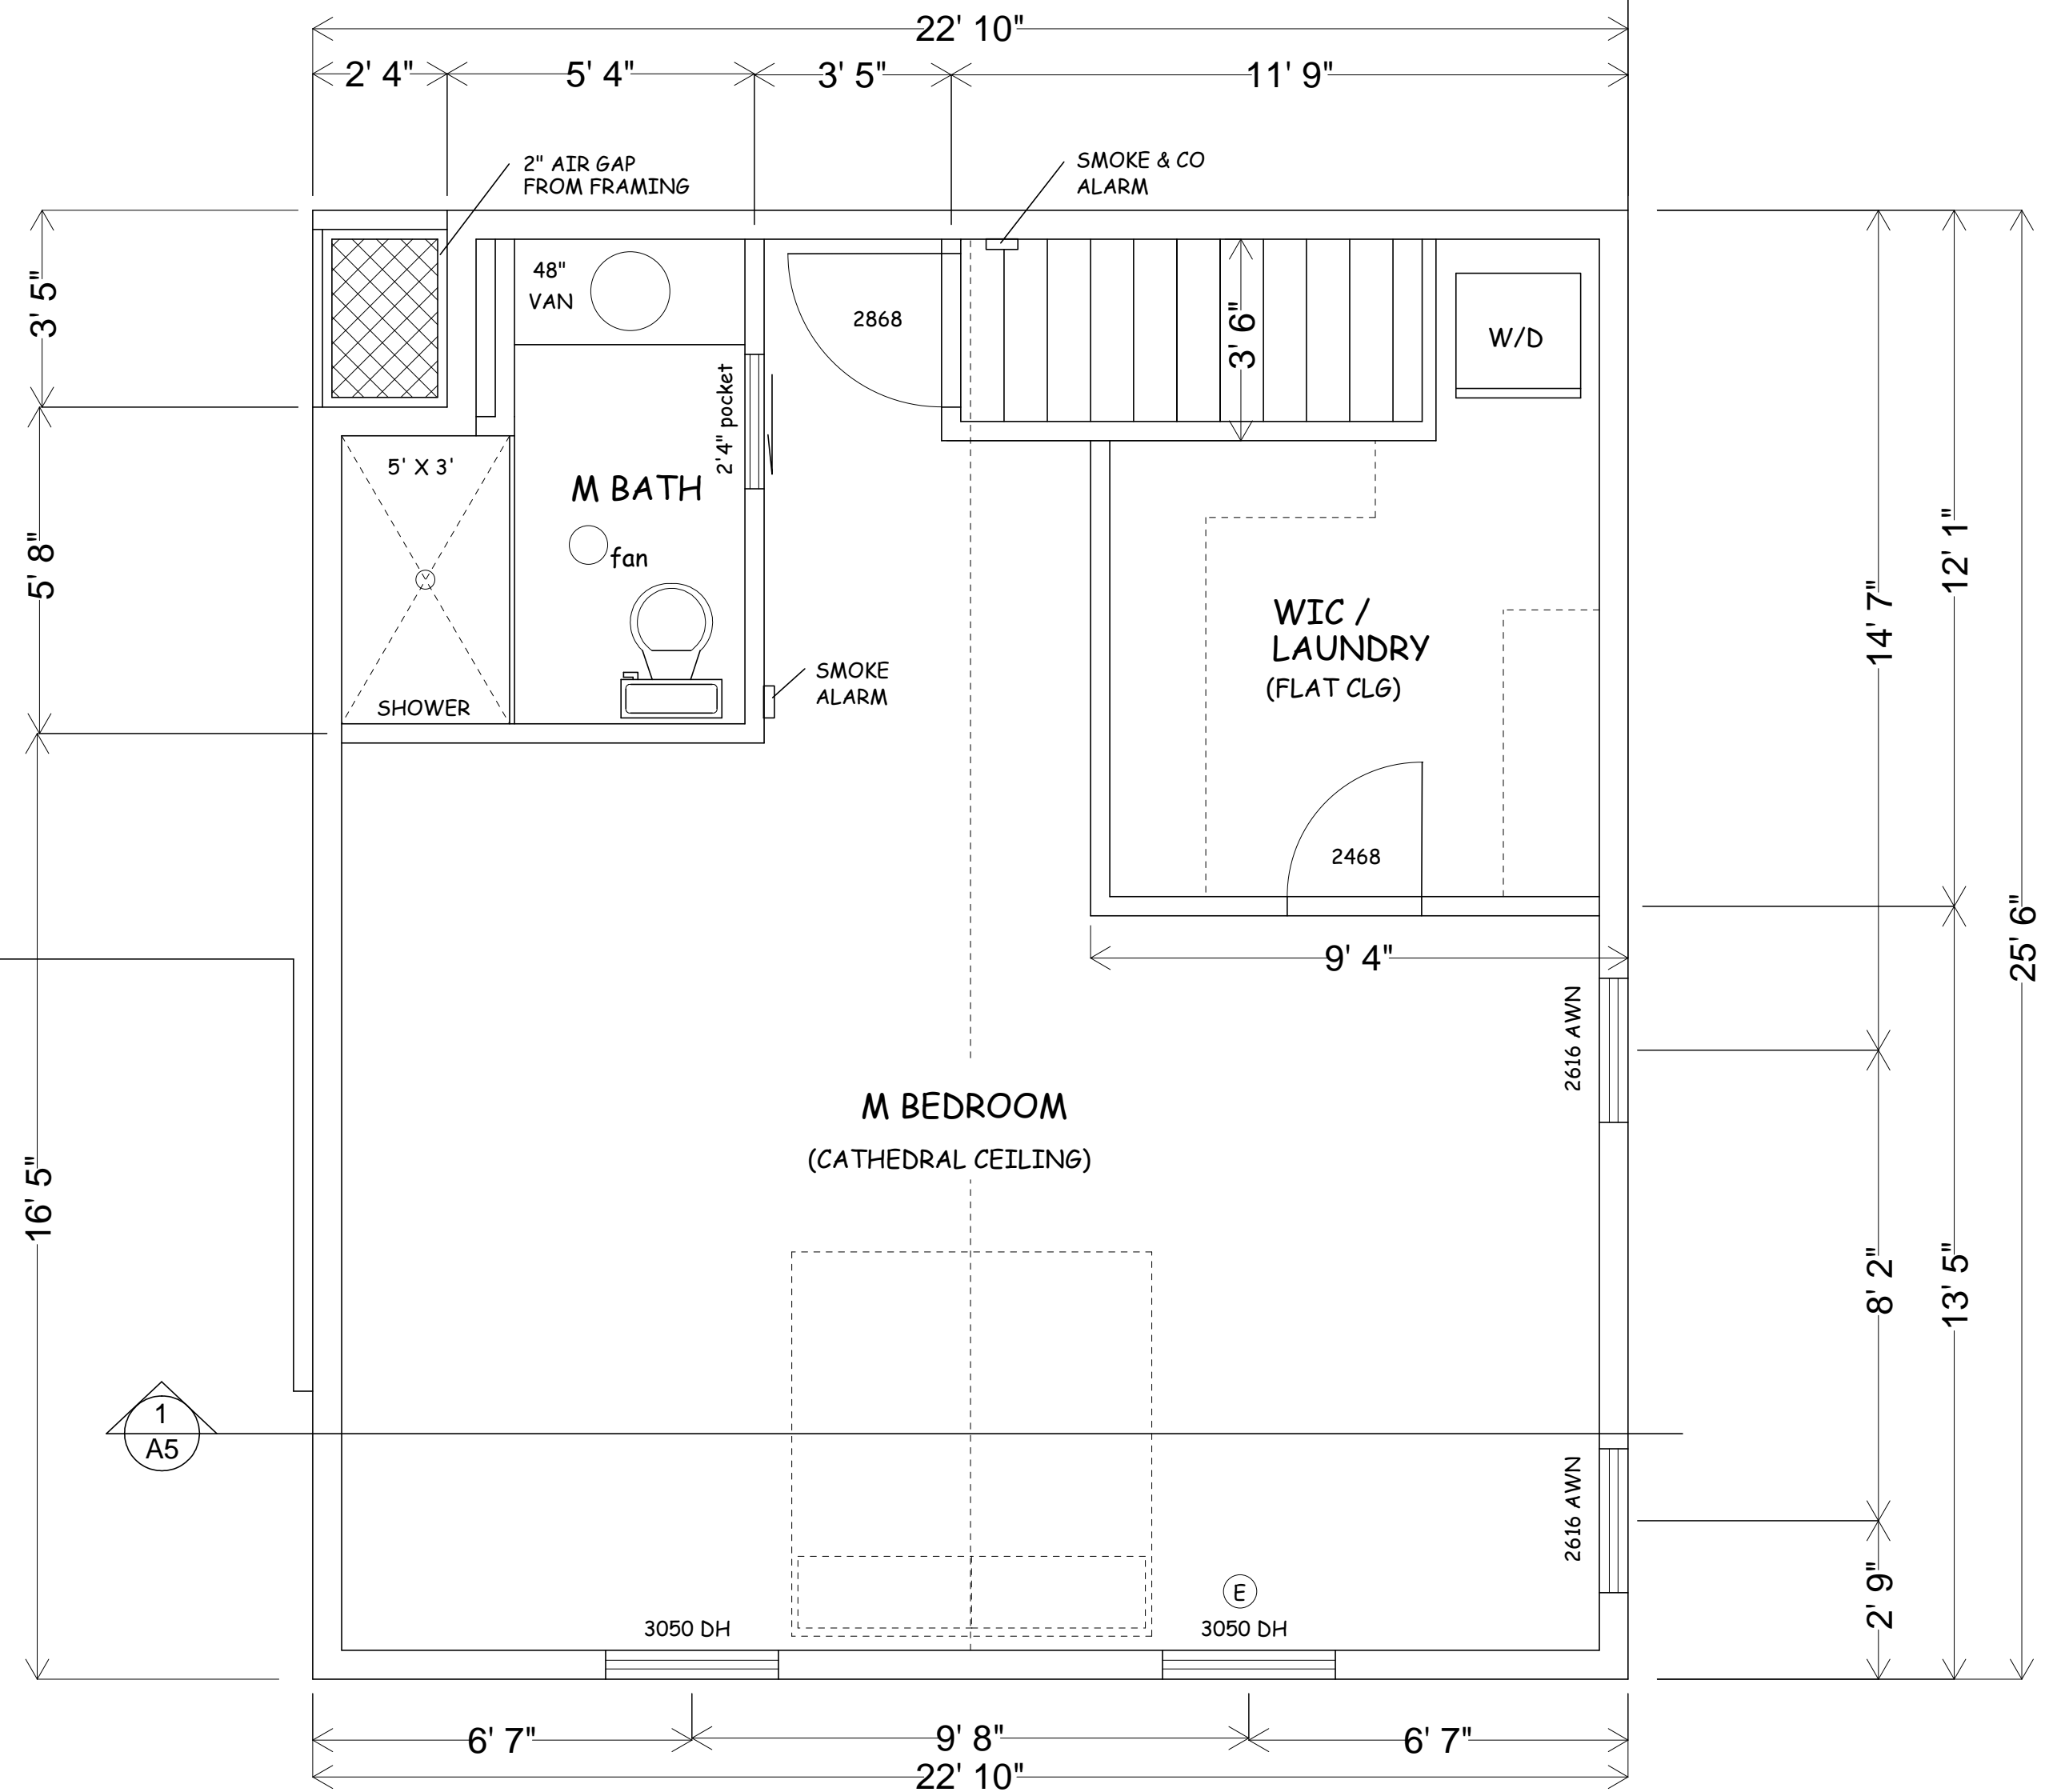 22' 10"
2' 4"
5' 4"
3' 5"
11' 9"
2" AIR GAP
FROM FRAMING
SMOKE & CO
ALARM
3' 5"
48"
VAN
2868
3' 6"
W/D
2'4" pocket
5' X 3'
M BATH
fan
5' 8"
SHOWER
SMOKE
ALARM
WIC /
LAUNDRY
(FLAT CLG)
2468
14' 7"
12' 1"
25' 6"
9' 4"
2616 AWN
M BEDROOM
(CATHEDRAL CEILING)
16' 5"
8' 2"
13' 5"
1
A5
2616 AWN
2' 9"
E
3050 DH
3050 DH
6' 7"
9' 8"
6' 7"
22' 10"